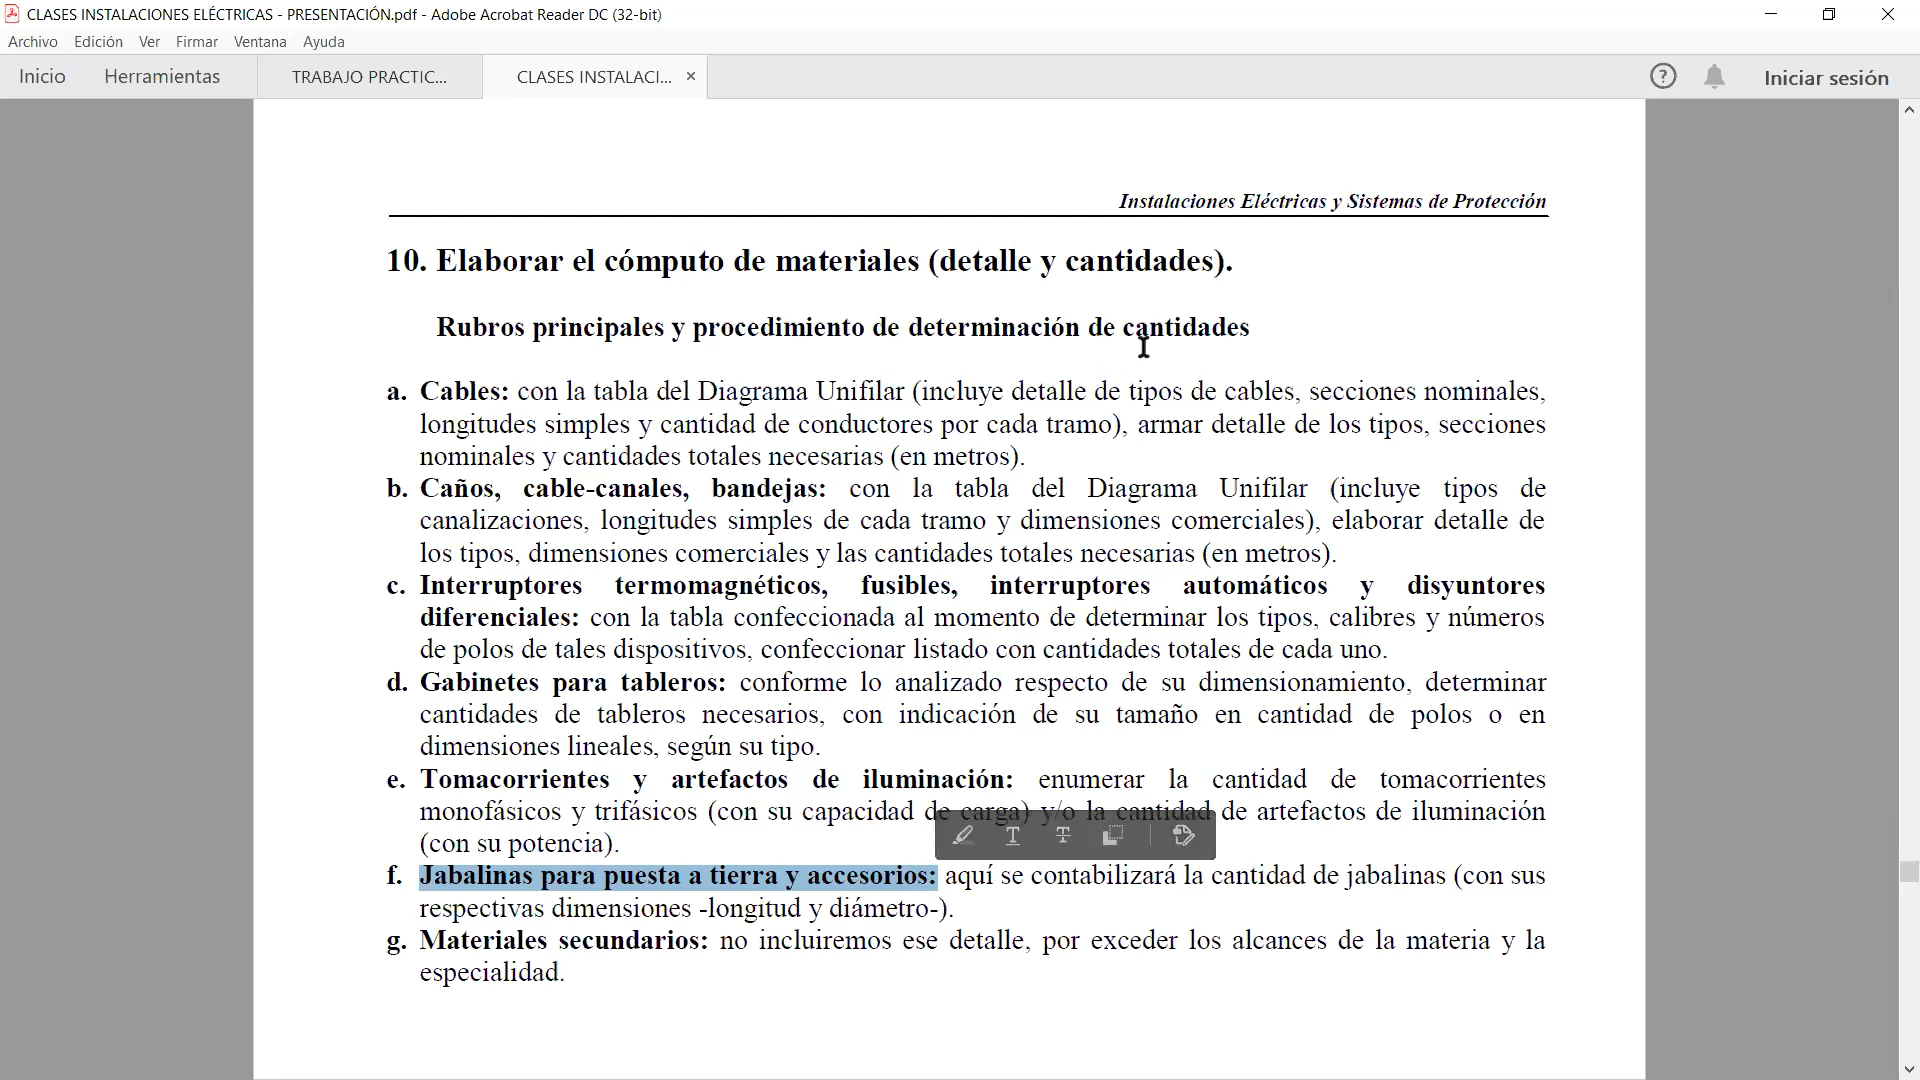 CLASES INSTALACIONES ELÉCTRICAS - PRESENTACIÓN.pdf - Adobe Acrobat Reader DC (32-bit)
Archivo Edición Ver Firmar Ventana Ayuda
Inicio Herramientas TRABAJO PRACTIC... CLASES INSTALACI... × ? Iniciar sesión
Instalaciones Eléctricas y Sistemas de Protección
10. Elaborar el cómputo de materiales (detalle y cantidades).
Rubros principales y procedimiento de determinación de cantidades
a. Cables: con la tabla del Diagrama Unifilar (incluye detalle de tipos de cables, secciones nominales,
longitudes simples y cantidad de conductores por cada tramo), armar detalle de los tipos, secciones
nominales y cantidades totales necesarias (en metros).
b. Caños, cable-canales, bandejas: con la tabla del Diagrama Unifilar (incluye tipos de
canalizaciones, longitudes simples de cada tramo y dimensiones comerciales), elaborar detalle de
los tipos, dimensiones comerciales y las cantidades totales necesarias (en metros).
c. Interruptores termomagnéticos, fusibles, interruptores automáticos y disyuntores
diferenciales: con la tabla confeccionada al momento de determinar los tipos, calibres y números
de polos de tales dispositivos, confeccionar listado con cantidades totales de cada uno.
d. Gabinetes para tableros: conforme lo analizado respecto de su dimensionamiento, determinar
cantidades de tableros necesarios, con indicación de su tamaño en cantidad de polos o en
dimensiones lineales, según su tipo.
e. Tomacorrientes y artefactos de iluminación: enumerar la cantidad de tomacorrientes
monofásicos y trifásicos (con su capacidad de carga) y/o la cantidad de artefactos de iluminación
(con su potencia).
f. Jabalinas para puesta a tierra y accesorios: aquí se contabilizará la cantidad de jabalinas (con sus
respectivas dimensiones -longitud y diámetro-).
g. Materiales secundarios: no incluiremos ese detalle, por exceder los alcances de la materia y la
especialidad.